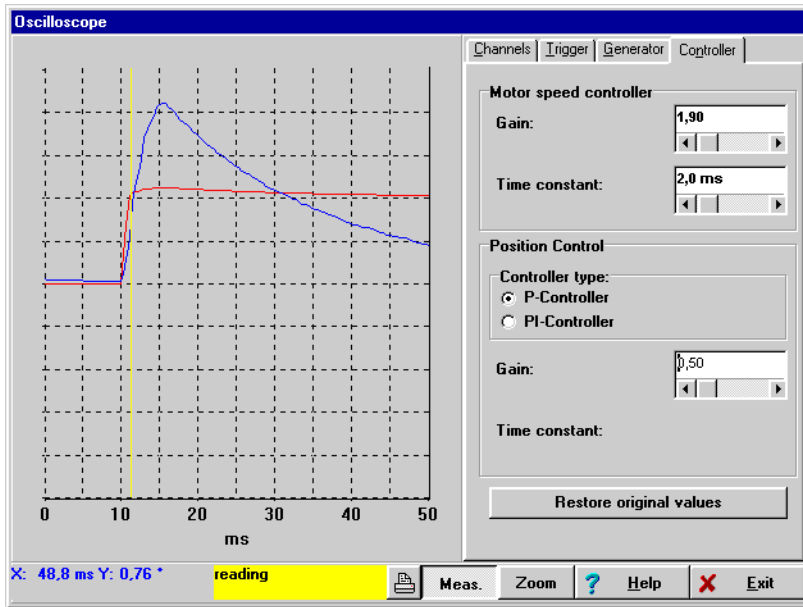 Oscilloscope
Channels Trigger Generator Controller
Motor speed controller
Gain: 1,90
Time constant: 2,0 ms
Position Control
Controller type:
P-Controller
PI-Controller
Gain: 0,50
Time constant:
Restore original values
0 10 20 30 40 50
ms
X: 48,8 ms Y: 0,76 °
reading
Meas. Zoom ? Help Exit